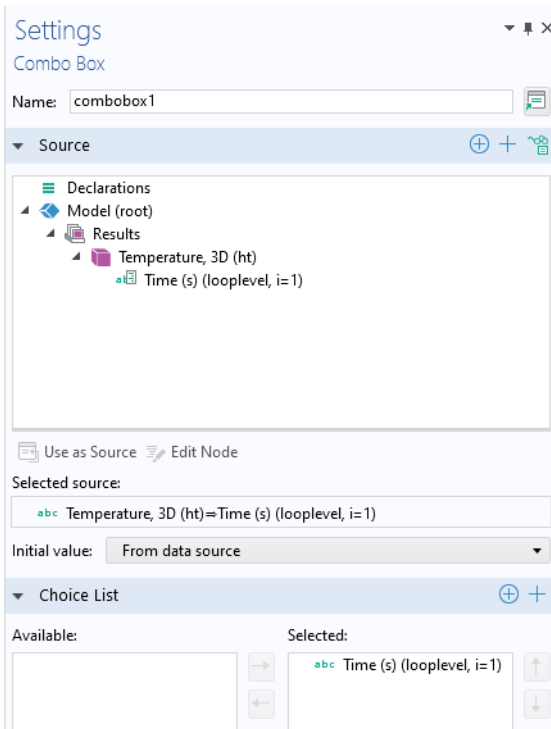 Settings
Combo Box
Name: combobox1
Source
Declarations
Model (root)
Results
Temperature, 3D (ht)
Time (s) (looplevel, i=1)
Use as Source Edit Node
Selected source:
abc Temperature, 3D (ht)⇒Time (s) (looplevel, i=1)
Initial value: From data source
Choice List
Available: Selected:
abc Time (s) (looplevel, i=1)